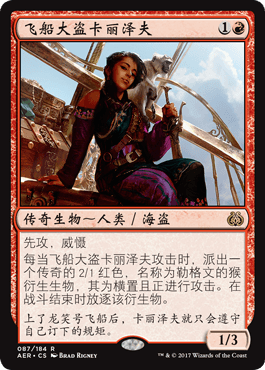 飞船大盗卡丽泽夫 1
传奇生物～人类／海盗
先攻，威慑
每当飞船大盗卡丽泽夫攻击时，派出一
个传奇的 2/1 红色，名称为勒格文的猴
衍生生物，其为横置且正进行攻击。在
战斗结束时放逐该衍生物。
上了龙笑号飞船后，卡丽泽夫就只会遵守
自己订下的规矩。
1/3
087/184 R
AER • CS BRAD RIGNEY
™ & © 2017 Wizards of the Coast